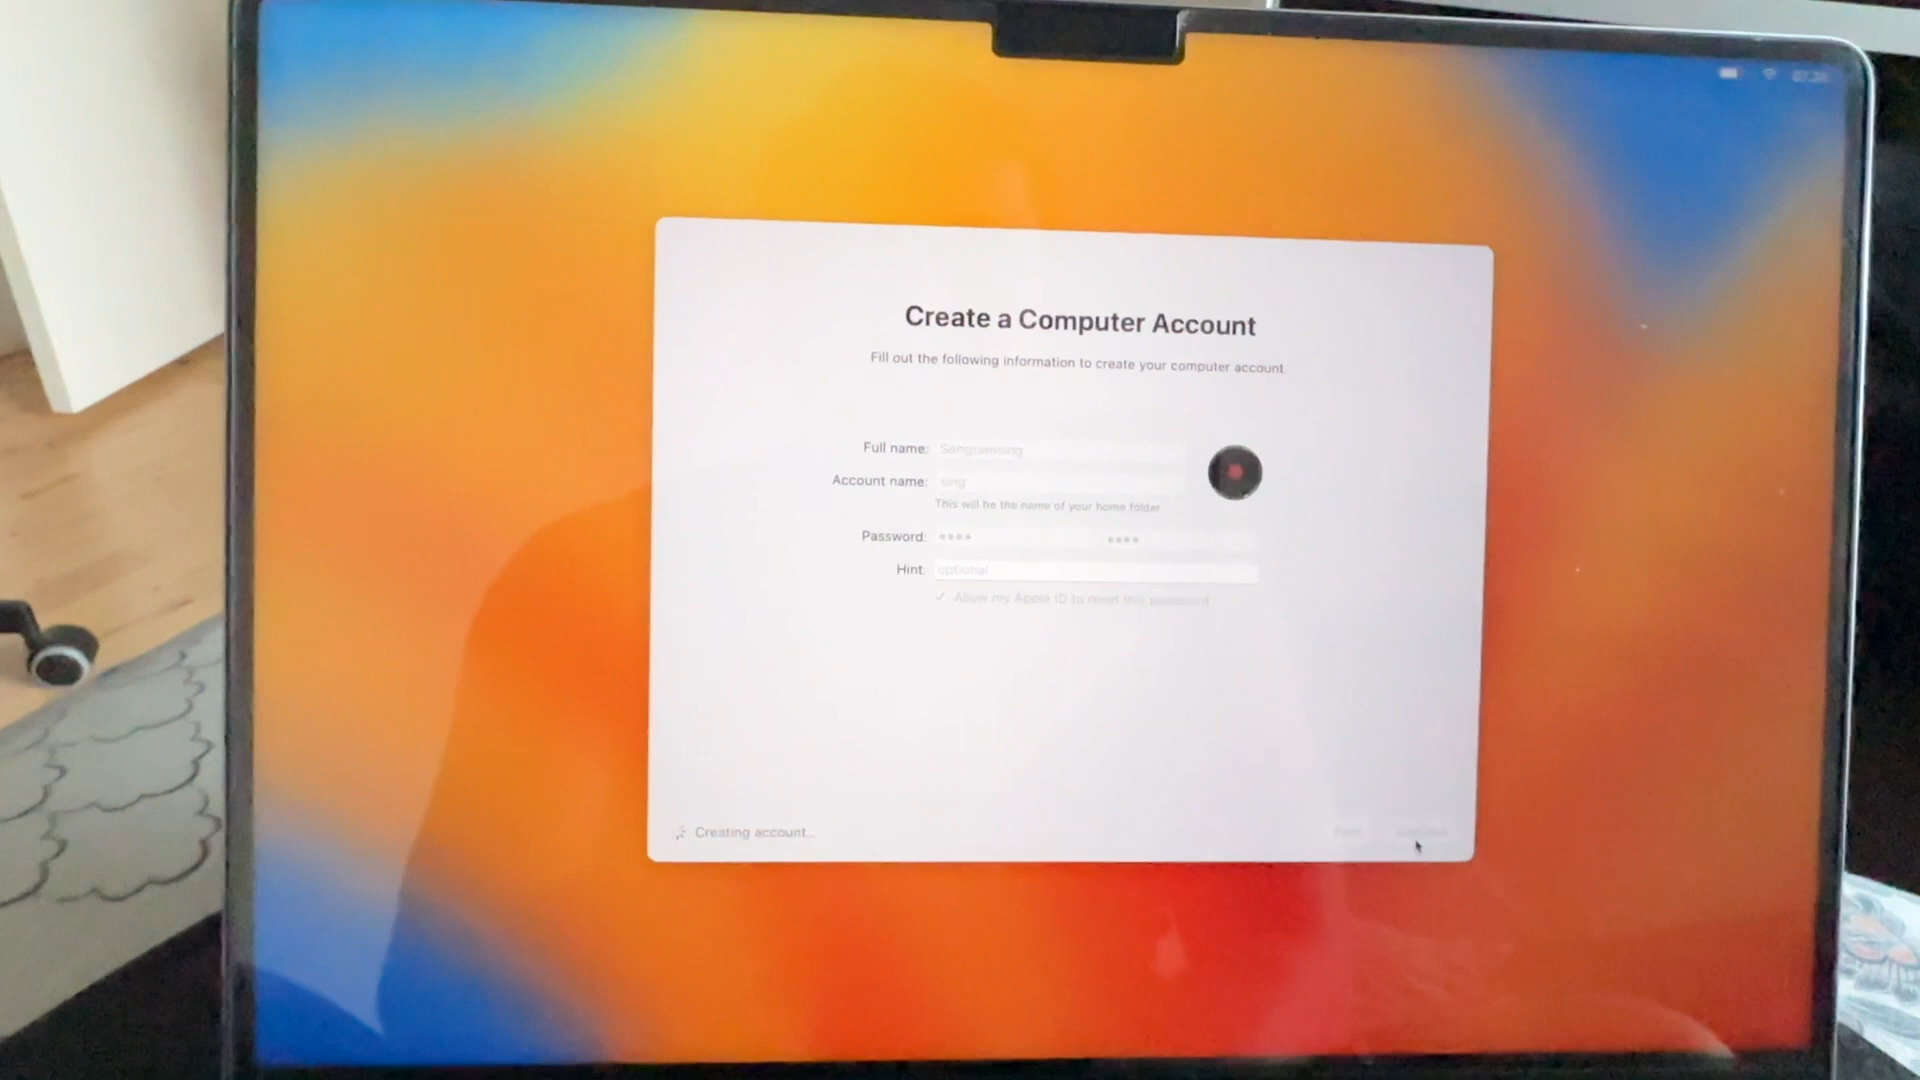 Create a Computer Account
Fill out the following information to create your computer account.
Full name: Sangramsing
Account name: king
This will be the name of your home folder
Password:
Hint: optional
Allow my Apple ID to reset this password
Creating account...